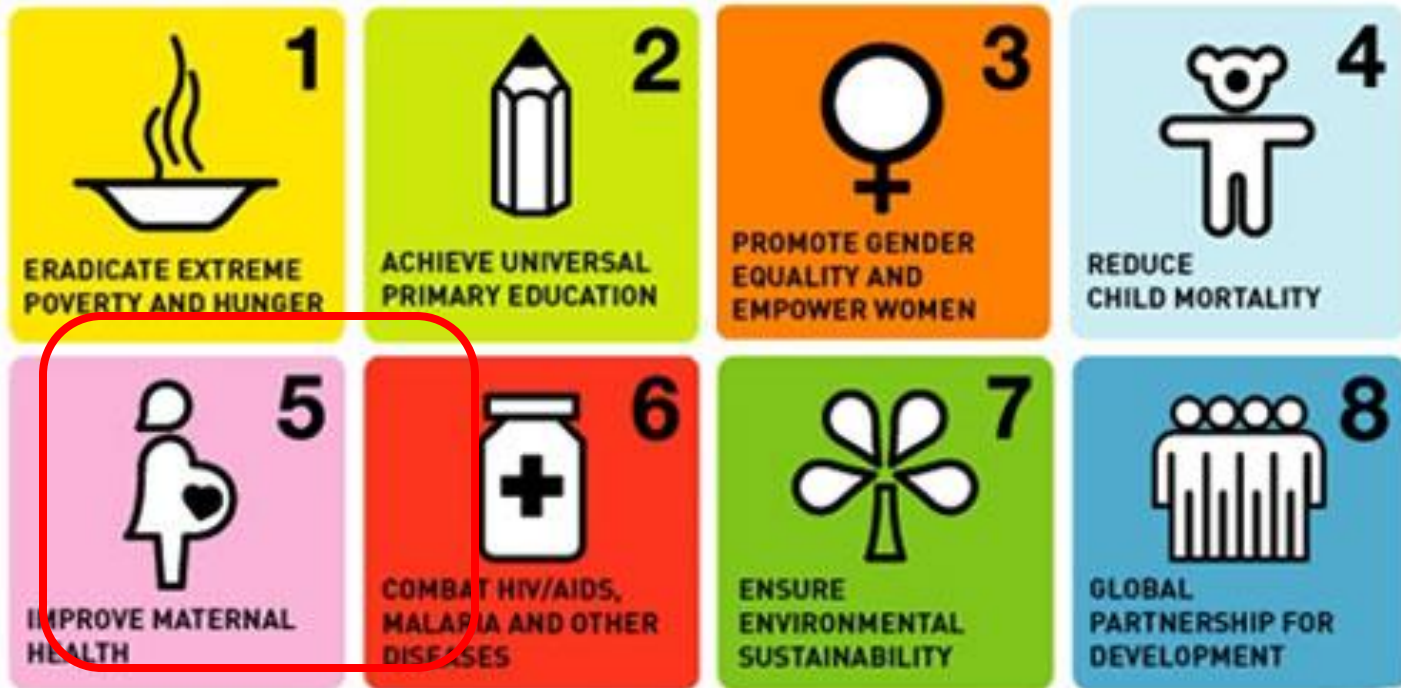 1
ERADICATE EXTREME
POVERTY AND HUNGER
2
ACHIEVE UNIVERSAL
PRIMARY EDUCATION
3
PROMOTE GENDER
EQUALITY AND
EMPOWER WOMEN
4
REDUCE
CHILD MORTALITY
5
IMPROVE MATERNAL
HEALTH
6
COMBAT HIV/AIDS,
MALARIA AND OTHER
DISEASES
7
ENSURE
ENVIRONMENTAL
SUSTAINABILITY
8
GLOBAL
PARTNERSHIP FOR
DEVELOPMENT